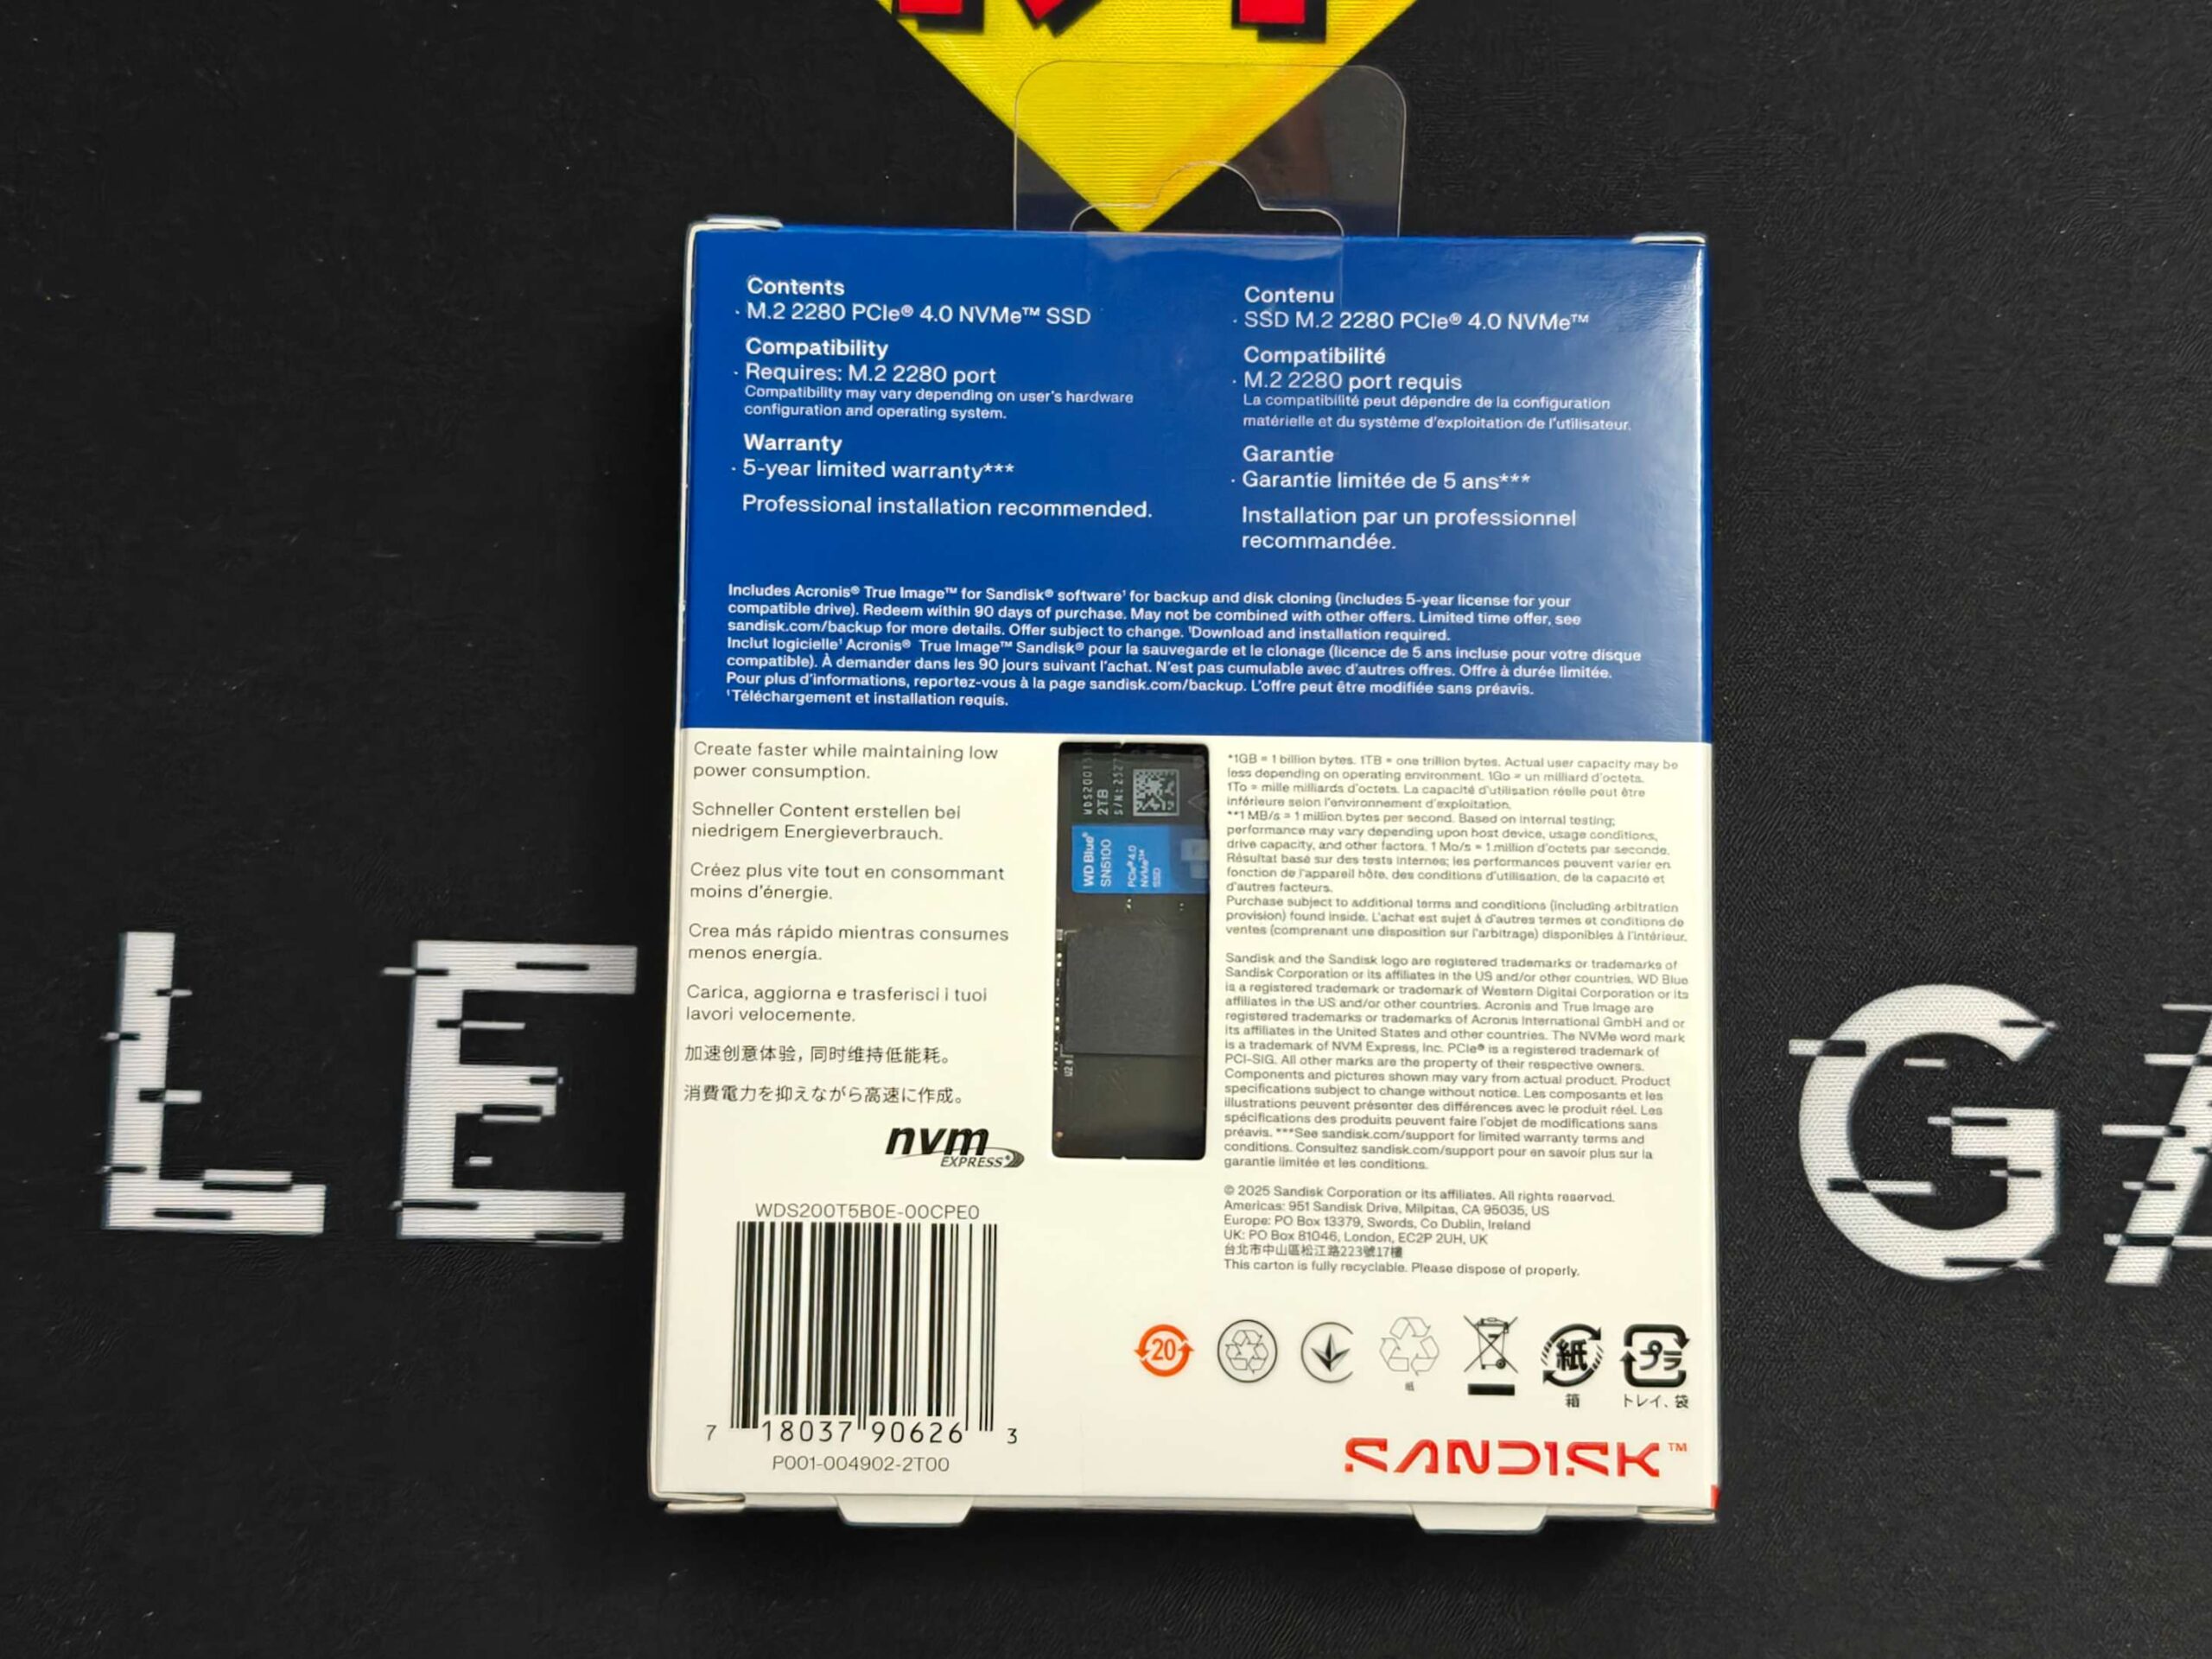 Contents
· M.2 2280 PCIe® 4.0 NVMe™ SSD
Compatibility
· Requires: M.2 2280 port
Compatibility may vary depending on user's hardware
configuration and operating system.
Warranty
· 5-year limited warranty***
Professional installation recommended.
Contenu
· SSD M.2 2280 PCIe® 4.0 NVMe™
Compatibilité
· M.2 2280 port requis
La compatibilité peut dépendre de la configuration
matérielle et du système d'exploitation de l'utilisateur.
Garantie
· Garantie limitée de 5 ans***
Installation par un professionnel
recommandée.
Includes Acronis® True Image™ for Sandisk® software¹ for backup and disk cloning (includes 5-year license for your
compatible drive). Redeem within 90 days of purchase. May not be combined with other offers. Limited time offer, see
sandisk.com/backup for more details. Offer subject to change. ¹Download and installation required.
Inclut logicielle¹ Acronis® True Image™ Sandisk® pour la sauvegarde et le clonage (licence de 5 ans incluse pour votre disque
compatible). À demander dans les 90 jours suivant l'achat. N'est pas cumulable avec d'autres offres. Offre à durée limitée.
Pour plus d'informations, reportez-vous à la page sandisk.com/backup. L'offre peut être modifiée sans préavis.
¹Téléchargement et installation requis.
Create faster while maintaining low
power consumption.
Schneller Content erstellen bei
niedrigem Energieverbrauch.
Créez plus vite tout en consommant
moins d'énergie.
Crea más rápido mientras consumes
menos energía.
Carica, aggiorna e trasferisci i tuoi
lavori velocemente.
加速创意体验，同时维持低能耗。
消費電力を抑えながら高速に作成。
nvm
EXPRESS®
WDS200T5B0E-00CPE0
7 18037 90626 3
P001-004902-2T00
2TB
WD Blue®
SN5100
PCIe® 4.0
NVMe™
SSD
*1GB = 1 billion bytes. 1TB = one trillion bytes. Actual user capacity may be
less depending on operating environment. 1Go = un milliard d'octets.
1To = mille milliards d'octets. La capacité d'utilisation réelle peut être
inférieure selon l'environnement d'exploitation.
**1 MB/s = 1 million bytes per second. Based on internal testing;
performance may vary depending upon host device, usage conditions,
drive capacity, and other factors. 1 Mo/s = 1 million d'octets par seconde.
Résultat basé sur des tests internes; les performances peuvent varier en
fonction de l'appareil hôte, des conditions d'utilisation, de la capacité et
d'autres facteurs.
Purchase subject to additional terms and conditions (including arbitration
provision) found inside. L'achat est sujet à d'autres termes et conditions de
ventes (comprenant une disposition sur l'arbitrage) disponibles à l'intérieur.
Sandisk and the Sandisk logo are registered trademarks or trademarks of
Sandisk Corporation or its affiliates in the US and/or other countries. WD Blue
is a registered trademark or trademark of Western Digital Corporation or its
affiliates in the US and/or other countries. Acronis and True Image are
registered trademarks or trademarks of Acronis International GmbH and or
its affiliates in the United States and other countries. The NVMe word mark
is a trademark of NVM Express, Inc. PCIe® is a registered trademark of
PCI-SIG. All other marks are the property of their respective owners.
Components and pictures shown may vary from actual product. Product
specifications subject to change without notice. Les composants et les
illustrations peuvent présenter des différences avec le produit réel. Les
spécifications des produits peuvent faire l'objet de modifications sans
préavis. ***See sandisk.com/support for limited warranty terms and
conditions. Consultez sandisk.com/support pour en savoir plus sur la
garantie limitée et les conditions.
© 2025 Sandisk Corporation or its affiliates. All rights reserved.
Americas: 951 Sandisk Drive, Milpitas, CA 95035, US
Europe: PO Box 13379, Swords, Co Dublin, Ireland
UK: PO Box 81046, London, EC2P 2UH, UK
台北市中山區松江路223號17樓
This carton is fully recyclable. Please dispose of properly.
20
紙
紙
箱
プラ
トレイ、袋
SANDISK™
LE
GA